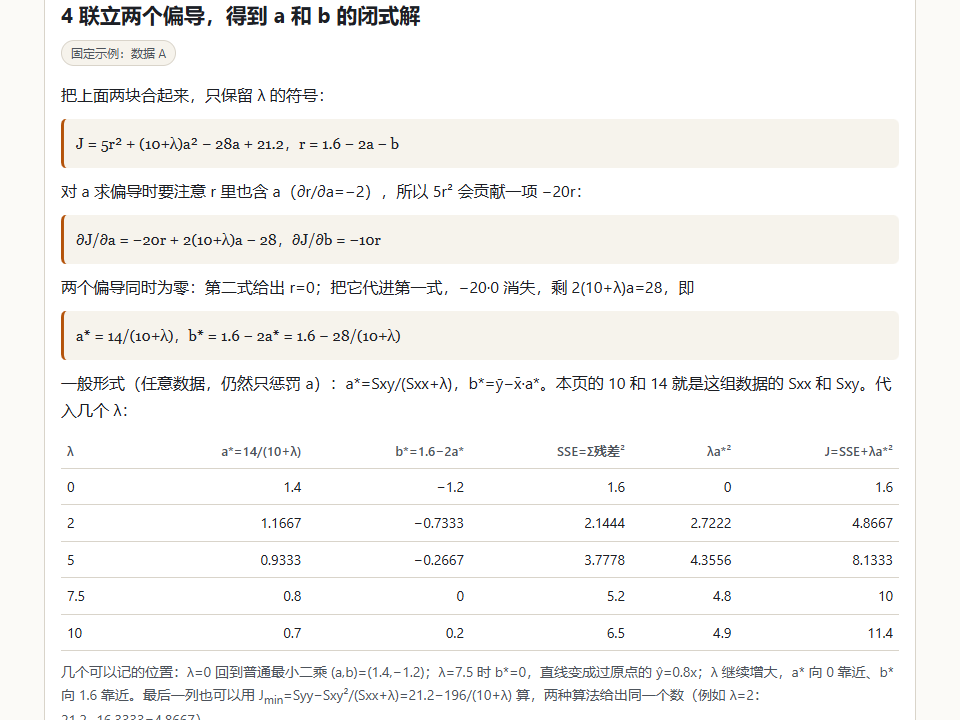 4 联立两个偏导，得到 a 和 b 的闭式解
固定示例：数据 A
把上面两块合起来，只保留 λ 的符号：
J = 5r² + (10+λ)a² − 28a + 21.2，r = 1.6 − 2a − b
对 a 求偏导时要注意 r 里也含 a（∂r/∂a=−2），所以 5r² 会贡献一项 −20r：
∂J/∂a = −20r + 2(10+λ)a − 28，∂J/∂b = −10r
两个偏导同时为零：第二式给出 r=0；把它代进第一式，−20·0 消失，剩 2(10+λ)a=28，即
a* = 14/(10+λ)，b* = 1.6 − 2a* = 1.6 − 28/(10+λ)
一般形式（任意数据，仍然只惩罚 a）：a*=Sxy/(Sxx+λ)，b*=ȳ−x̄·a*。本页的 10 和 14 就是这组数据的 Sxx 和 Sxy。代
入几个 λ：
λ a*=14/(10+λ) b*=1.6−2a* SSE=Σ残差² λa*² J=SSE+λa*²
0 1.4 −1.2 1.6 0 1.6
2 1.1667 −0.7333 2.1444 2.7222 4.8667
5 0.9333 −0.2667 3.7778 4.3556 8.1333
7.5 0.8 0 5.2 4.8 10
10 0.7 0.2 6.5 4.9 11.4
几个可以记的位置：λ=0 回到普通最小二乘 (a,b)=(1.4,−1.2)；λ=7.5 时 b*=0，直线变成过原点的 ŷ=0.8x；λ 继续增大，a* 向 0 靠近、b*
向 1.6 靠近。最后一列也可以用 Jmin=Syy−Sxy²/(Sxx+λ)=21.2−196/(10+λ) 算，两种算法给出同一个数（例如 λ=2：
21.2−16.3333=4.8667）